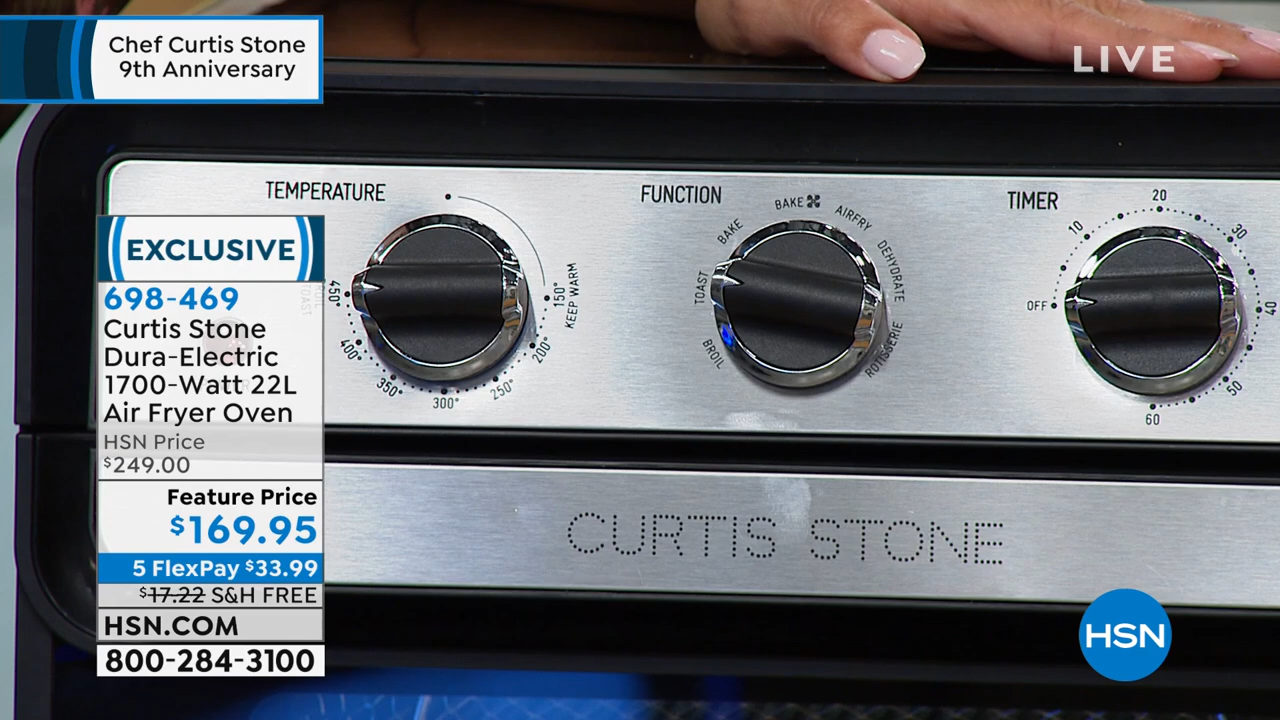 Chef Curtis Stone
9th Anniversary
LIVE
TEMPERATURE
450°
400°
350°
300°
250°
200°
150°
KEEP WARM
FUNCTION
BROIL
TOAST
BAKE
BAKE
AIRFRY
DEHYDRATE
ROTISSERIE
TIMER
OFF
10
20
30
40
50
60
EXCLUSIVE
698-469
Curtis Stone
Dura-Electric
1700-Watt 22L
Air Fryer Oven
HSN Price
$249.00
Feature Price
$169.95
5 FlexPay $33.99
$17.22 S&H FREE
HSN.COM
800-284-3100
CURTIS STONE
HSN